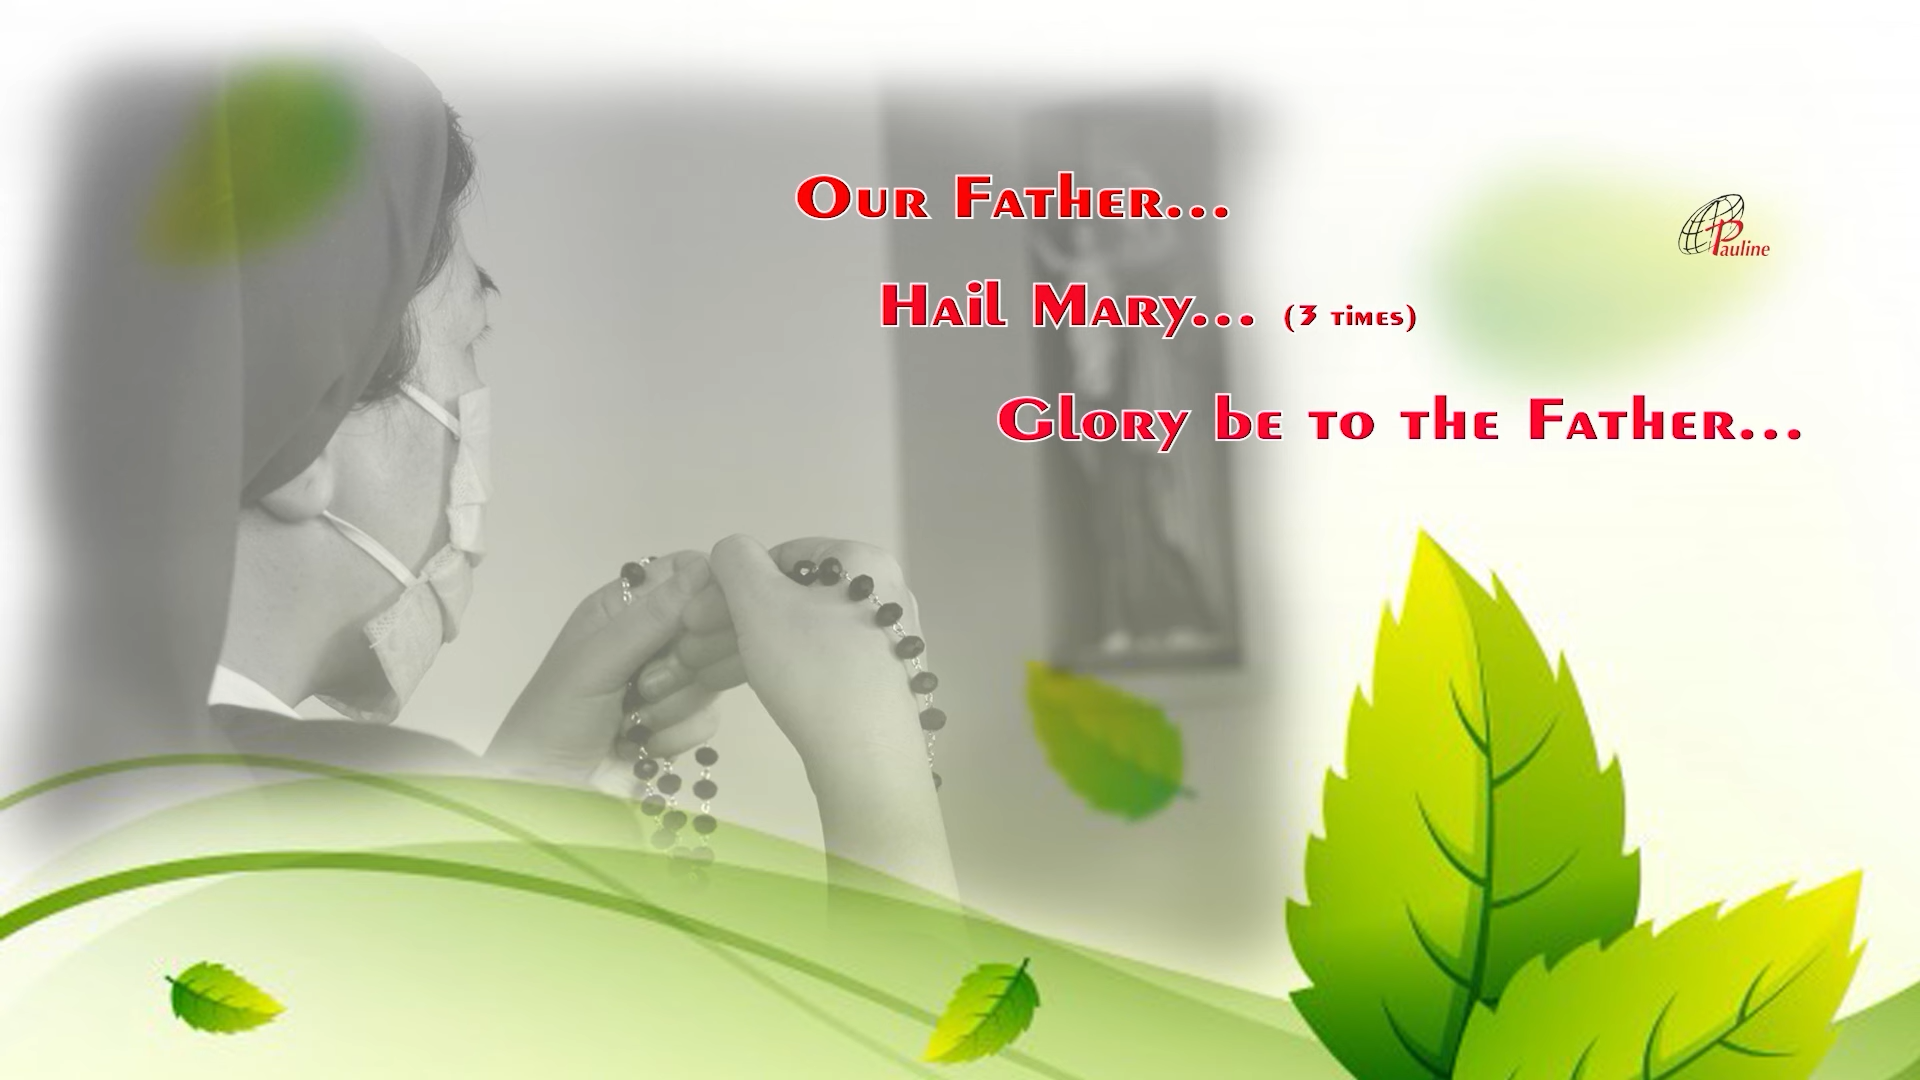 Our Father...
Hail Mary... (3 times)
Glory be to the Father...
Pauline